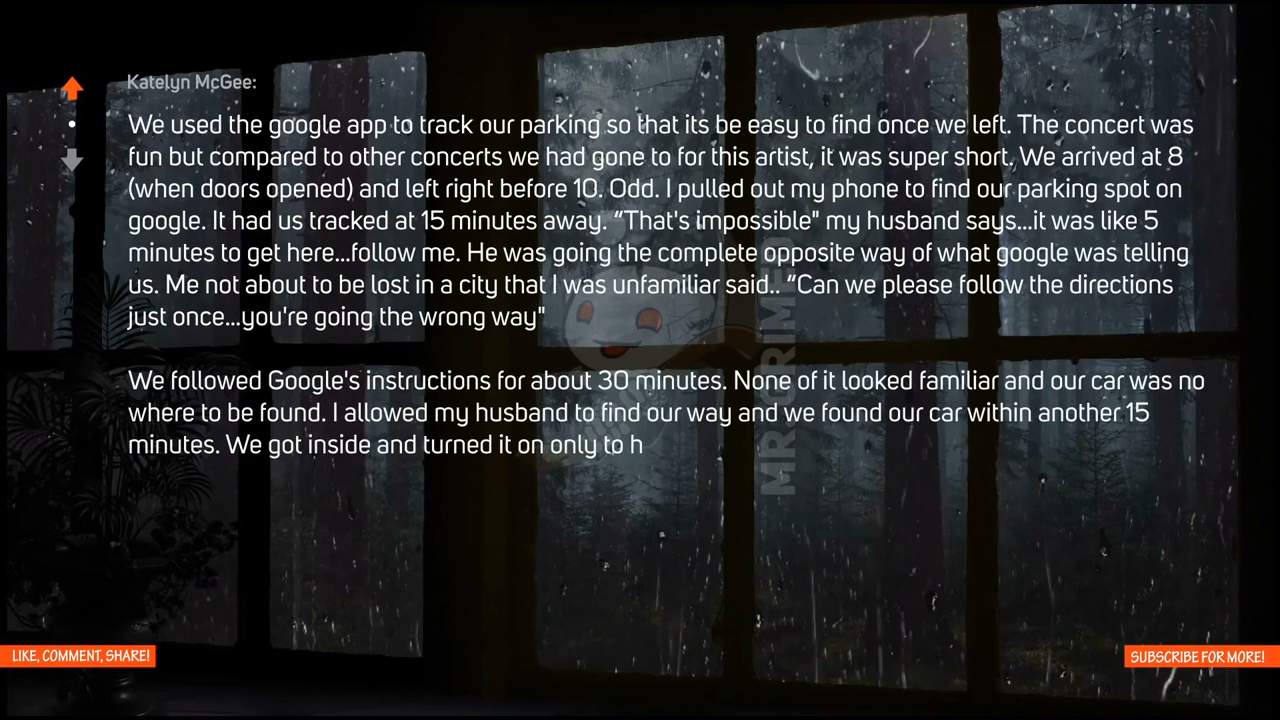 Katelyn McGee:
We used the google app to track our parking so that its be easy to find once we left. The concert was
fun but compared to other concerts we had gone to for this artist, it was super short. We arrived at 8
(when doors opened) and left right before 10. Odd. I pulled out my phone to find our parking spot on
google. It had us tracked at 15 minutes away. “That's impossible" my husband says...it was like 5
minutes to get here...follow me. He was going the complete opposite way of what google was telling
us. Me not about to be lost in a city that I was unfamiliar said.. “Can we please follow the directions
just once...you're going the wrong way"
We followed Google's instructions for about 30 minutes. None of it looked familiar and our car was no
where to be found. I allowed my husband to find our way and we found our car within another 15
minutes. We got inside and turned it on only to h
MR. GRIMED
LIKE, COMMENT, SHARE!
SUBSCRIBE FOR MORE!